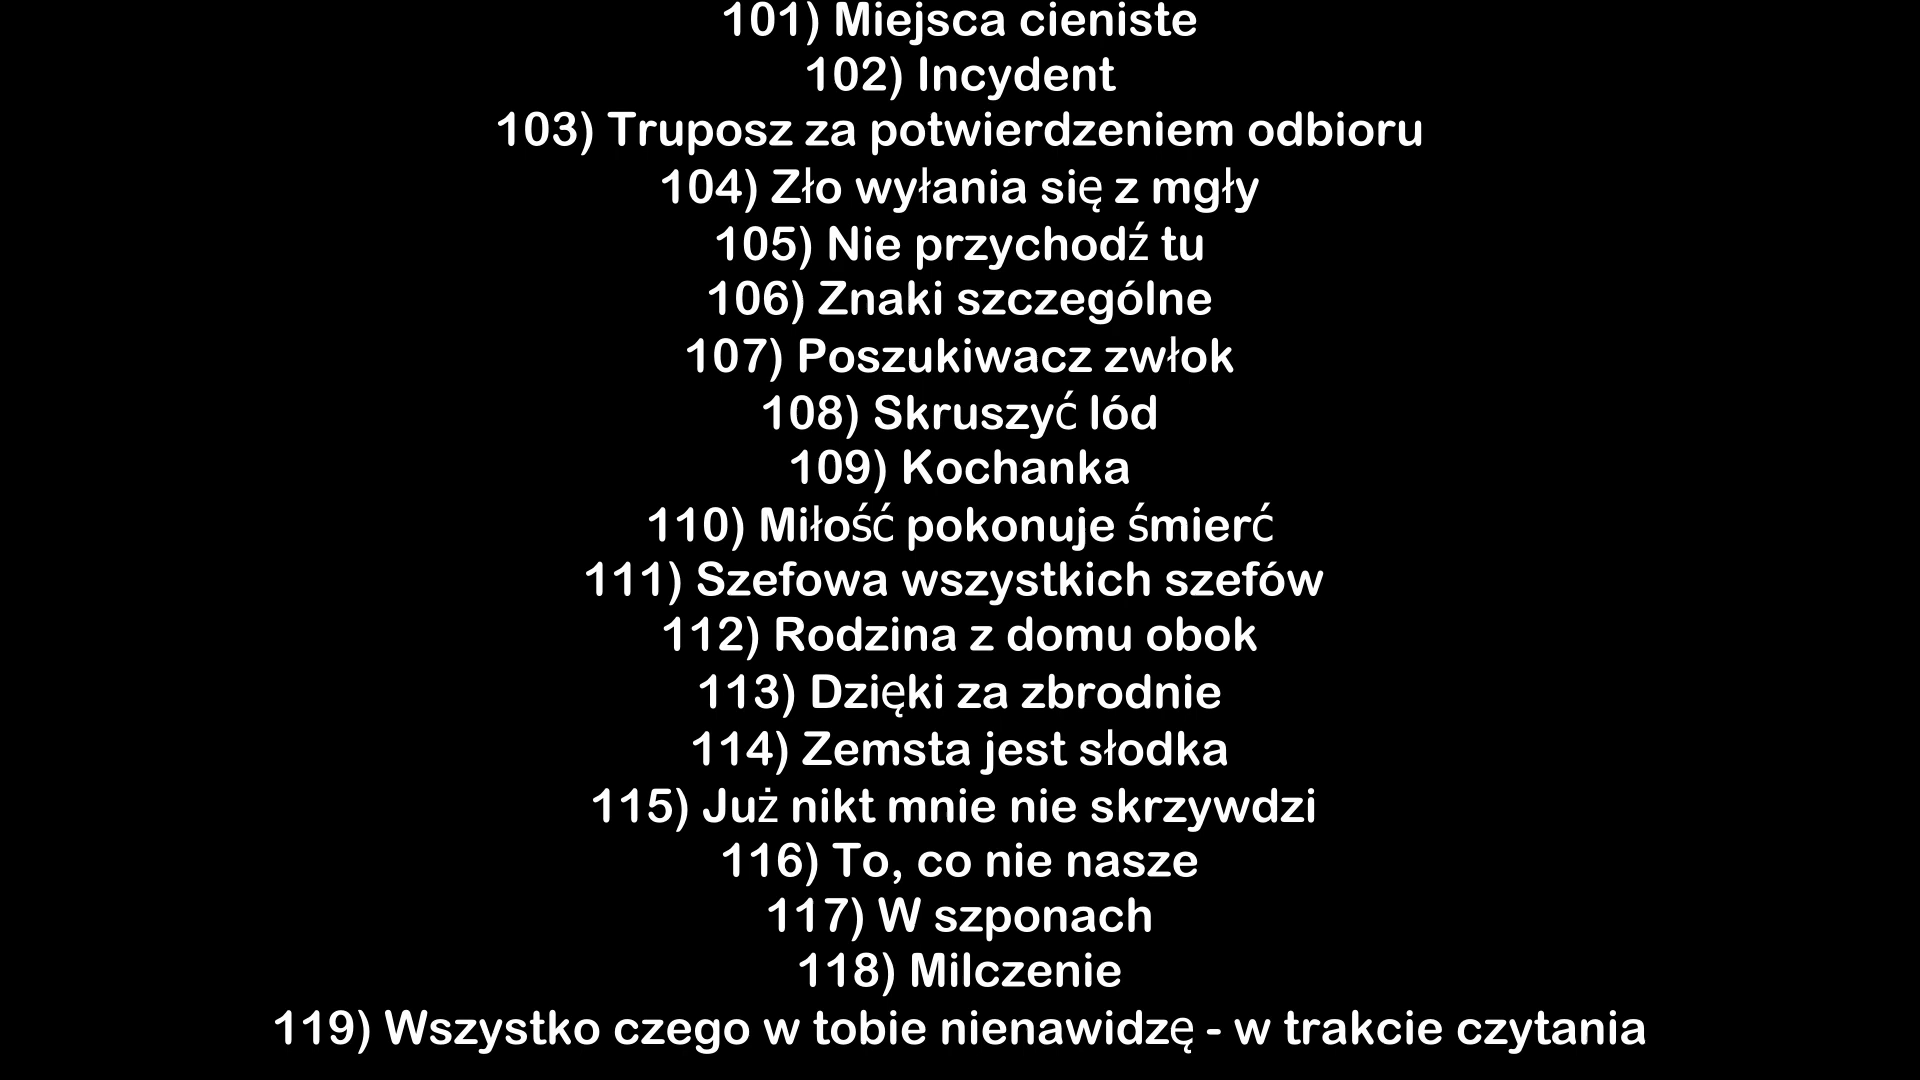 101) Miejsca cieniste
102) Incydent
103) Truposz za potwierdzeniem odbioru
104) Zło wyłania się z mgły
105) Nie przychodź tu
106) Znaki szczególne
107) Poszukiwacz zwłok
108) Skruszyć lód
109) Kochanka
110) Miłość pokonuje śmierć
111) Szefowa wszystkich szefów
112) Rodzina z domu obok
113) Dzięki za zbrodnie
114) Zemsta jest słodka
115) Już nikt mnie nie skrzywdzi
116) To, co nie nasze
117) W szponach
118) Milczenie
119) Wszystko czego w tobie nienawidzę - w trakcie czytania